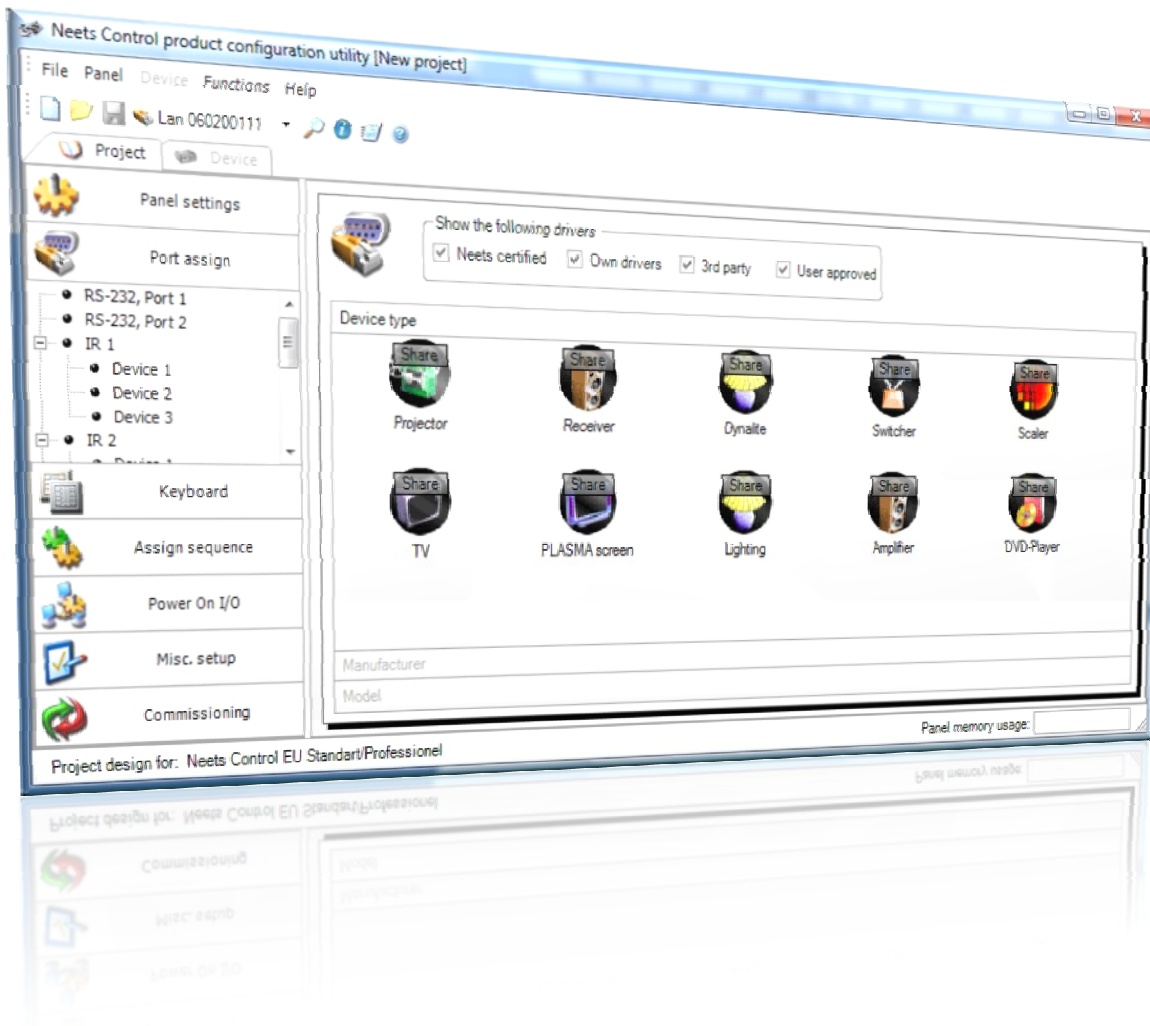 Neets Control product configuration utility [New project]
File Panel Device Functions Help
Lan 060200111
Project Device
Panel settings
Port assign
RS-232, Port 1
RS-232, Port 2
IR 1
Device 1
Device 2
Device 3
IR 2
Device 1
Keyboard
Assign sequence
Power On I/O
Misc. setup
Commissioning
Show the following drivers
Neets certified Own drivers 3rd party User approved
Device type
Share Share Share Share Share
Projector Receiver Dynalite Switcher Scaler
Share Share Share Share Share
TV PLASMA screen Lighting Amplifier DVD-Player
Manufacturer
Model
Panel memory usage:
Project design for: Neets Control EU Standart/Professionel